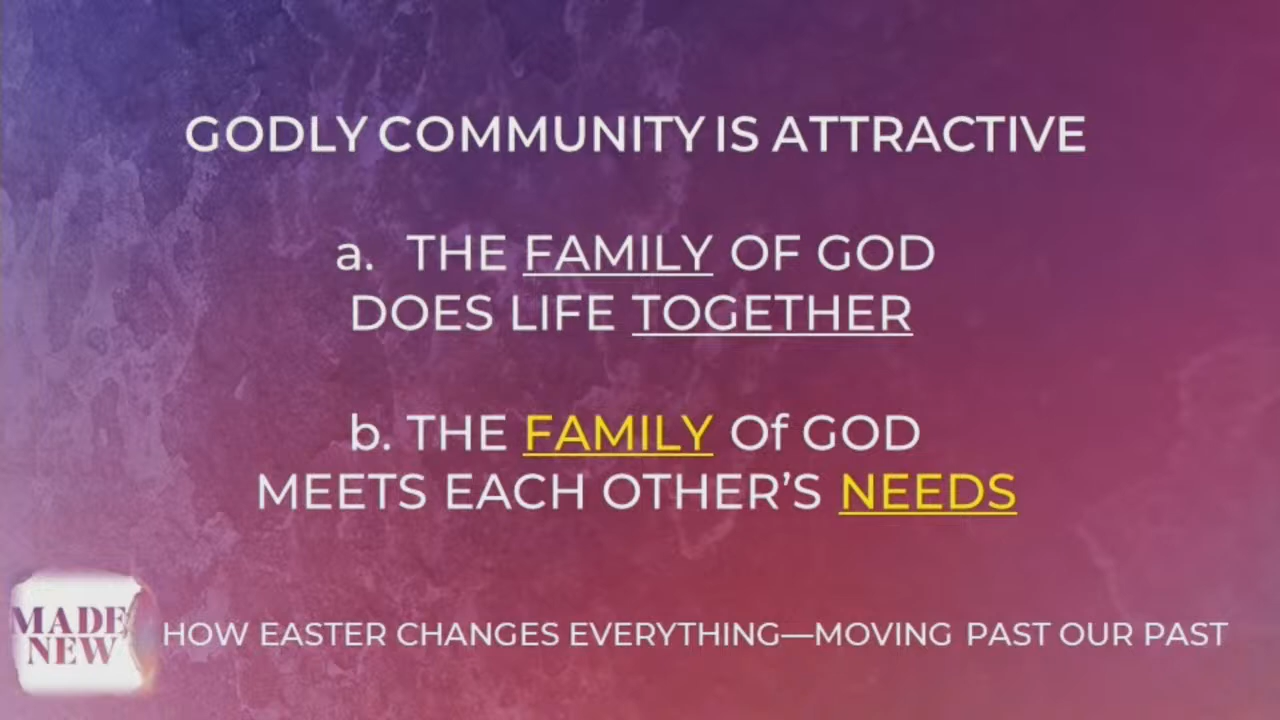 GODLY COMMUNITY IS ATTRACTIVE
a. THE FAMILY OF GOD
DOES LIFE TOGETHER
b. THE FAMILY Of GOD
MEETS EACH OTHER'S NEEDS
MADE
NEW
HOW EASTER CHANGES EVERYTHING—MOVING PAST OUR PAST